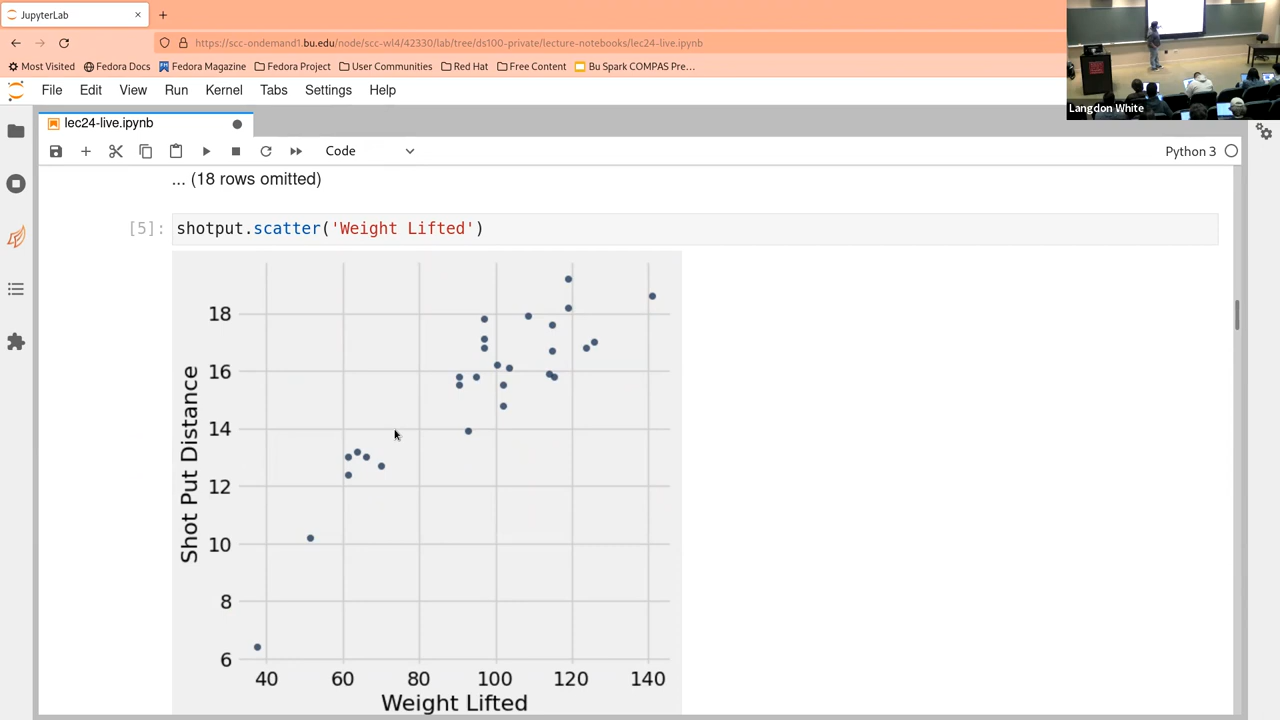 JupyterLab
https://scc-ondemand1.bu.edu/node/scc-wl4/42330/lab/tree/ds100-private/lecture-notebooks/lec24-live.ipynb
Most Visited Fedora Docs Fedora Magazine Fedora Project User Communities Red Hat Free Content Bu Spark COMPAS Pre…
Langdon White
File Edit View Run Kernel Tabs Settings Help
lec24-live.ipynb
Code Python 3
... (18 rows omitted)
[5]: shotput.scatter('Weight Lifted')
18
16
14
12
10
8
6
Shot Put Distance
40 60 80 100 120 140
Weight Lifted